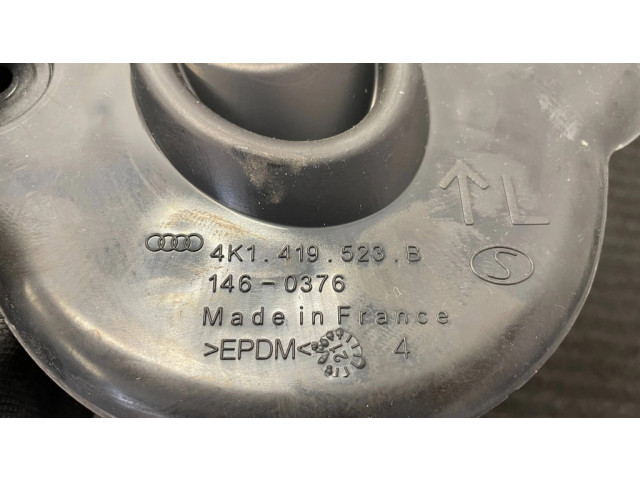 L
4K1.419.523.B
S
146-0376
Made in France
>EPDM<
4